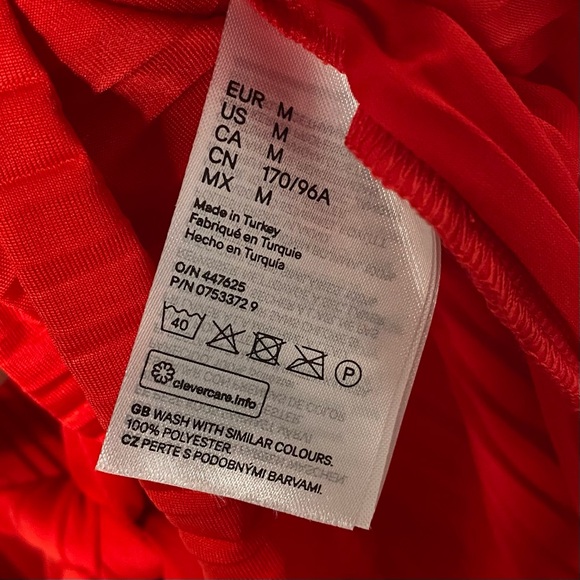 EUR M
US M
CA M
CN 170/96A
MX M
Made in Turkey
Fabriqué en Turquie
Hecho en Turquía
O/N 447625
P/N 0753372 9
40
P
clevercare.info
GB WASH WITH SIMILAR COLOURS.
100% POLYESTER
CZ PERTE S PODOBNÝMI BARVAMI.